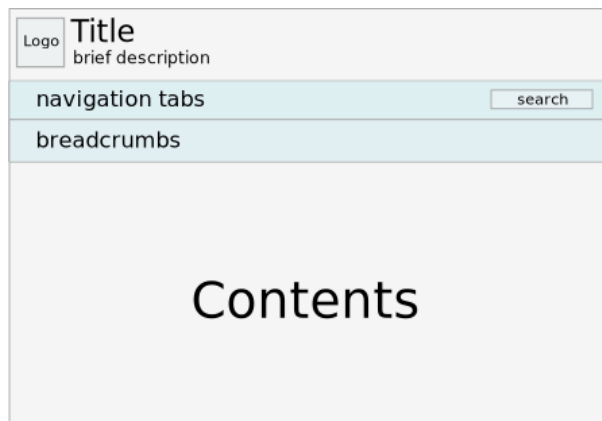 Logo
Title
brief description
navigation tabs
search
breadcrumbs
Contents